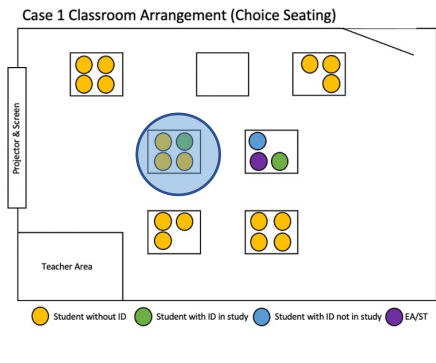 Case 1 Classroom Arrangement (Choice Seating)
Projector & Screen
Teacher Area
Student without ID
Student with ID in study
Student with ID not in study
EA/ST